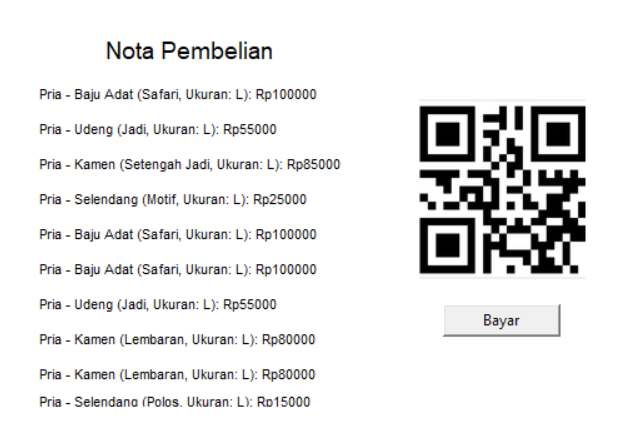 Nota Pembelian
Pria - Baju Adat (Safari, Ukuran: L): Rp100000
Pria - Udeng (Jadi, Ukuran: L): Rp55000
Pria - Kamen (Setengah Jadi, Ukuran: L): Rp85000
Pria - Selendang (Motif, Ukuran: L): Rp25000
Pria - Baju Adat (Safari, Ukuran: L): Rp100000
Pria - Baju Adat (Safari, Ukuran: L): Rp100000
Pria - Udeng (Jadi, Ukuran: L): Rp55000
Pria - Kamen (Lembaran, Ukuran: L): Rp80000
Pria - Kamen (Lembaran, Ukuran: L): Rp80000
Pria - Selendang (Polos, Ukuran: L): Rp15000
Bayar